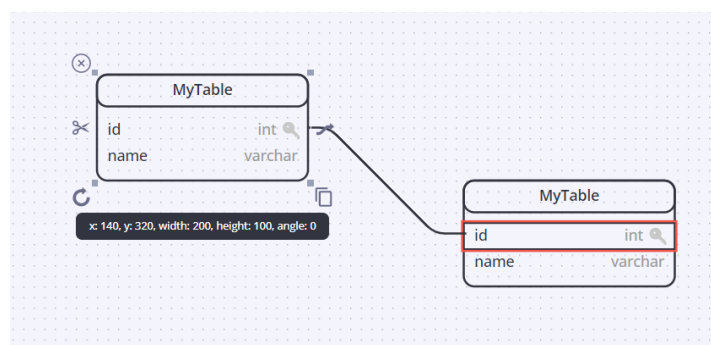 MyTable
id int
name varchar
x: 140, y: 320, width: 200, height: 100, angle: 0
MyTable
id int
name varchar